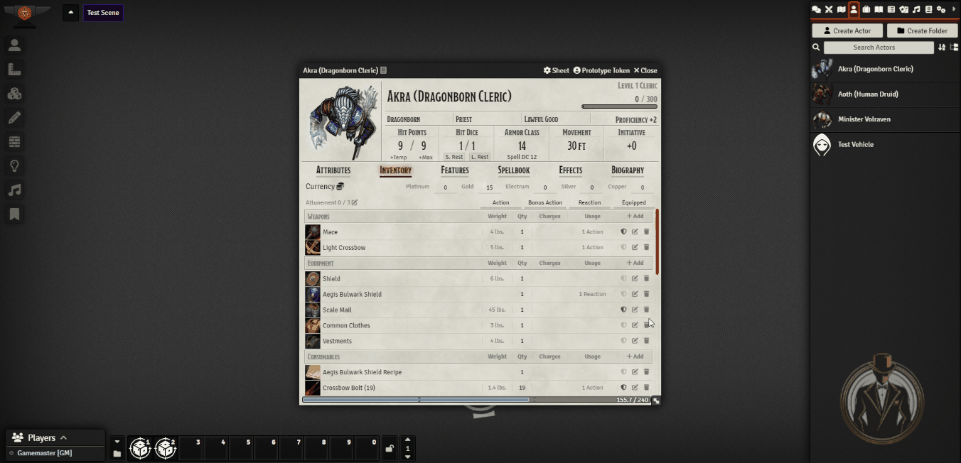 Test Scene
Akra (Dragonborn Cleric)
Sheet
Prototype Token
Close
Akra (Dragonborn Cleric)
Level 1 Cleric
0 / 300
Dragonborn
Priest
Lawful Good
Proficiency +2
Hit Points
Hit Dice
Armor Class
Movement
Initiative
9 / 9
1 / 1
14
30 ft
+0
+Temp +Max
S. Rest L. Rest
Spell DC 12
Attributes
Inventory
Features
Spellbook
Effects
Biography
Currency
Platinum 0 Gold 15 Electrum 0 Silver 0 Copper 0
Attunement 0 / 3
Action Bonus Action Reaction Equipped
Weapons Weight Qty Charges Usage + Add
Mace 4 lbs. 1 1 Action
Light Crossbow 5 lbs. 1 1 Action
Equipment Weight Qty Charges Usage + Add
Shield 6 lbs. 1
Aegis Bulwark Shield 1 1 Reaction
Scale Mail 45 lbs. 1
Common Clothes 3 lbs. 1
Vestments 4 lbs. 1
Consumables Weight Qty Charges Usage + Add
Aegis Bulwark Shield Recipe 1
Crossbow Bolt (19) 1.4 lbs. 19 1 Action
155.7 / 240
Create Actor
Create Folder
Search Actors
Akra (Dragonborn Cleric)
Aoth (Human Druid)
Minister Volraven
Test Vehicle
Players
Gamemaster [GM]
1 2 3 4 5 6 7 8 9 0
1